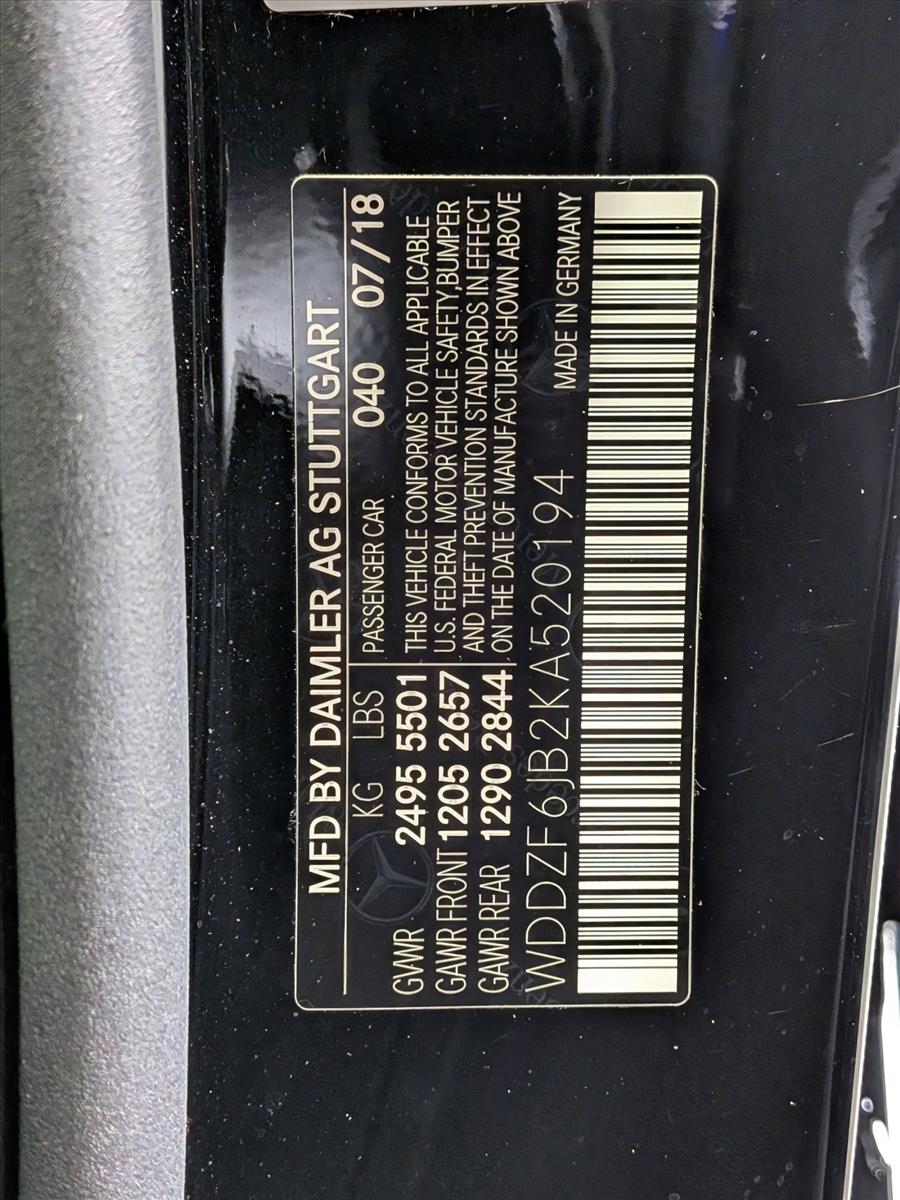 MFD BY DAIMLER AG STUTTGART
KG LBS PASSENGER CAR 040 07/18
GVWR 2495 5501
GAWR FRONT 1205 2657
GAWR REAR 1290 2844
THIS VEHICLE CONFORMS TO ALL APPLICABLE
U.S. FEDERAL MOTOR VEHICLE SAFETY,BUMPER
AND THEFT PREVENTION STANDARDS IN EFFECT
ON THE DATE OF MANUFACTURE SHOWN ABOVE
WDDZF6JB2KA520194
MADE IN GERMANY